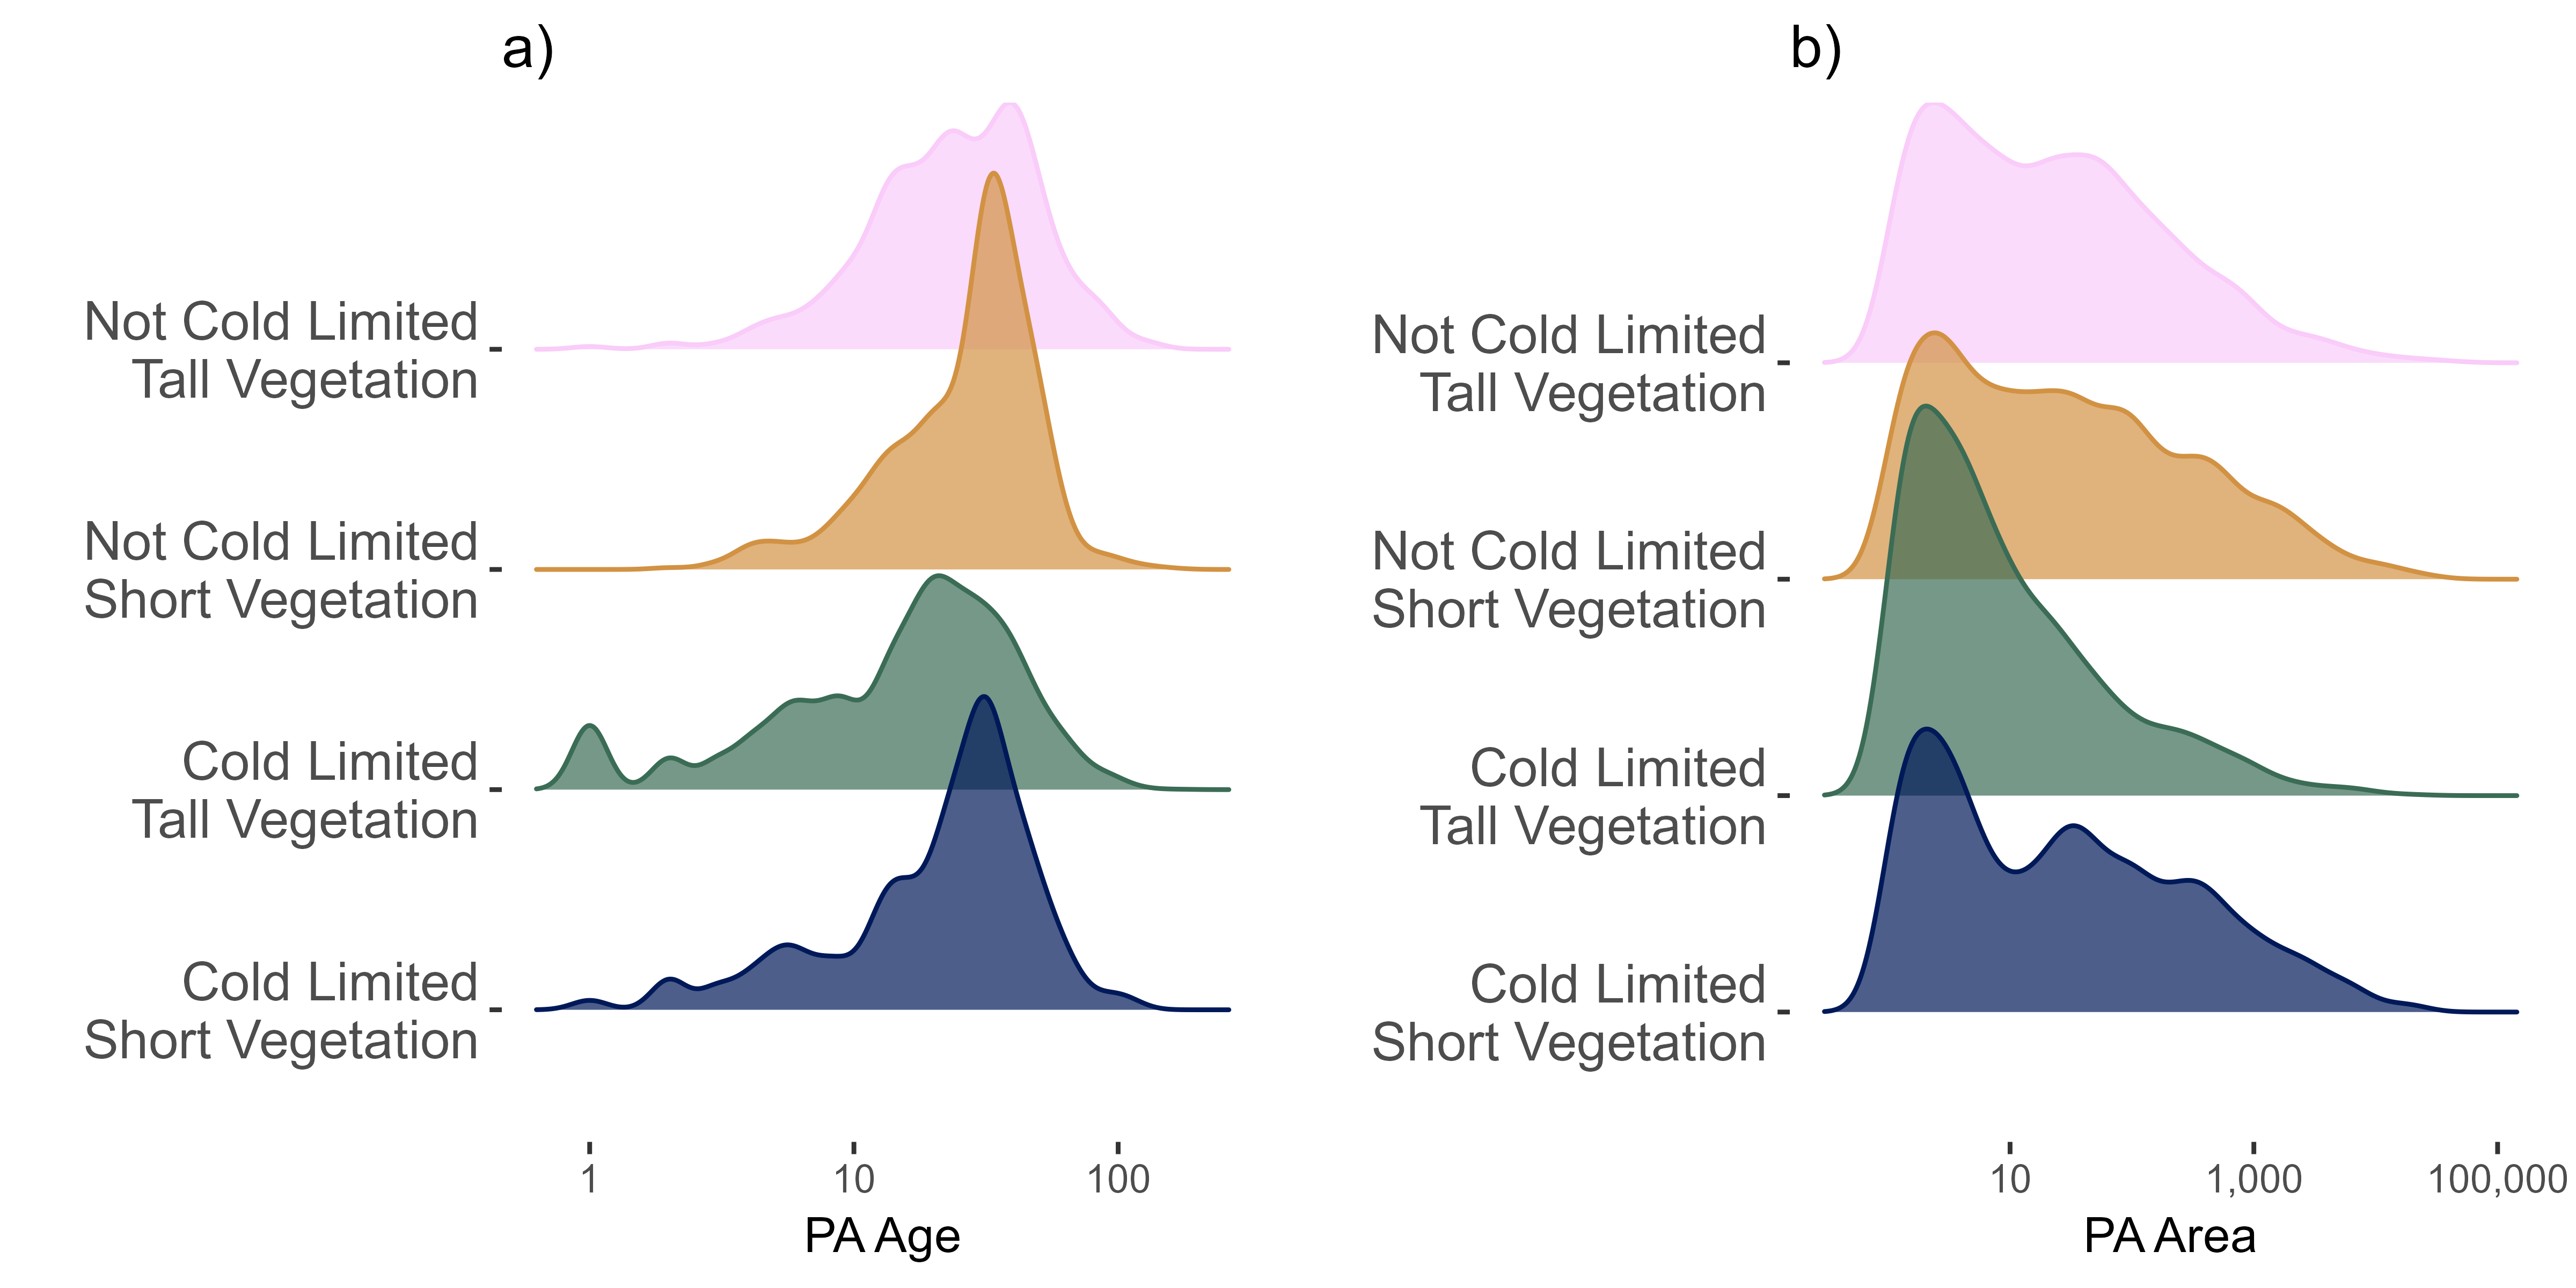 a)
Not Cold Limited
Tall Vegetation
Not Cold Limited
Short Vegetation
Cold Limited
Tall Vegetation
Cold Limited
Short Vegetation
1 10 100
PA Age
b)
Not Cold Limited
Tall Vegetation
Not Cold Limited
Short Vegetation
Cold Limited
Tall Vegetation
Cold Limited
Short Vegetation
10 1,000 100,000
PA Area